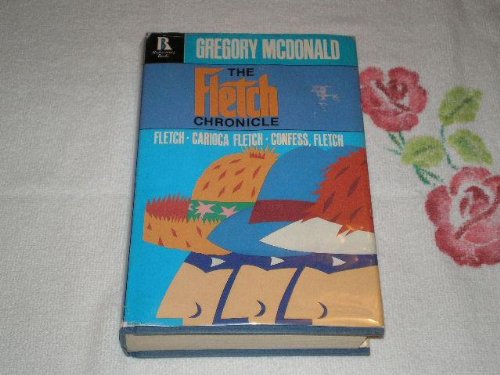 R
GREGORY MCDONALD
THE
Fletch
CHRONICLE
FLETCH · CARIOCA FLETCH · CONFESS, FLETCH